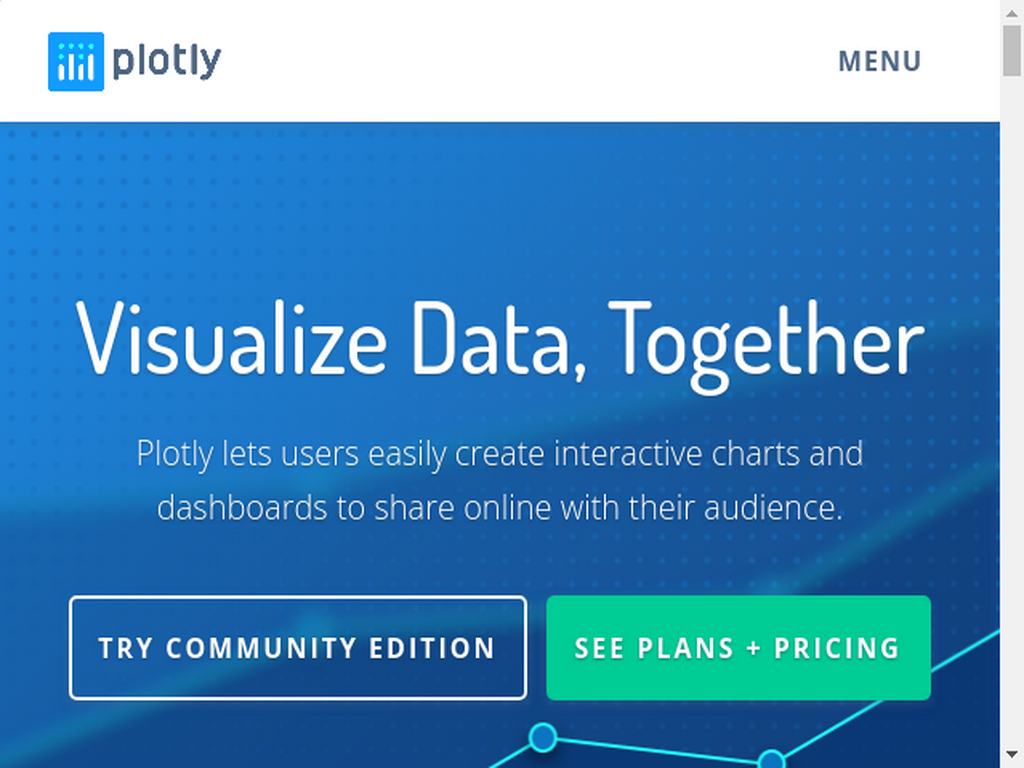 plotly
MENU
Visualize Data, Together
Plotly lets users easily create interactive charts and
dashboards to share online with their audience.
TRY COMMUNITY EDITION
SEE PLANS + PRICING